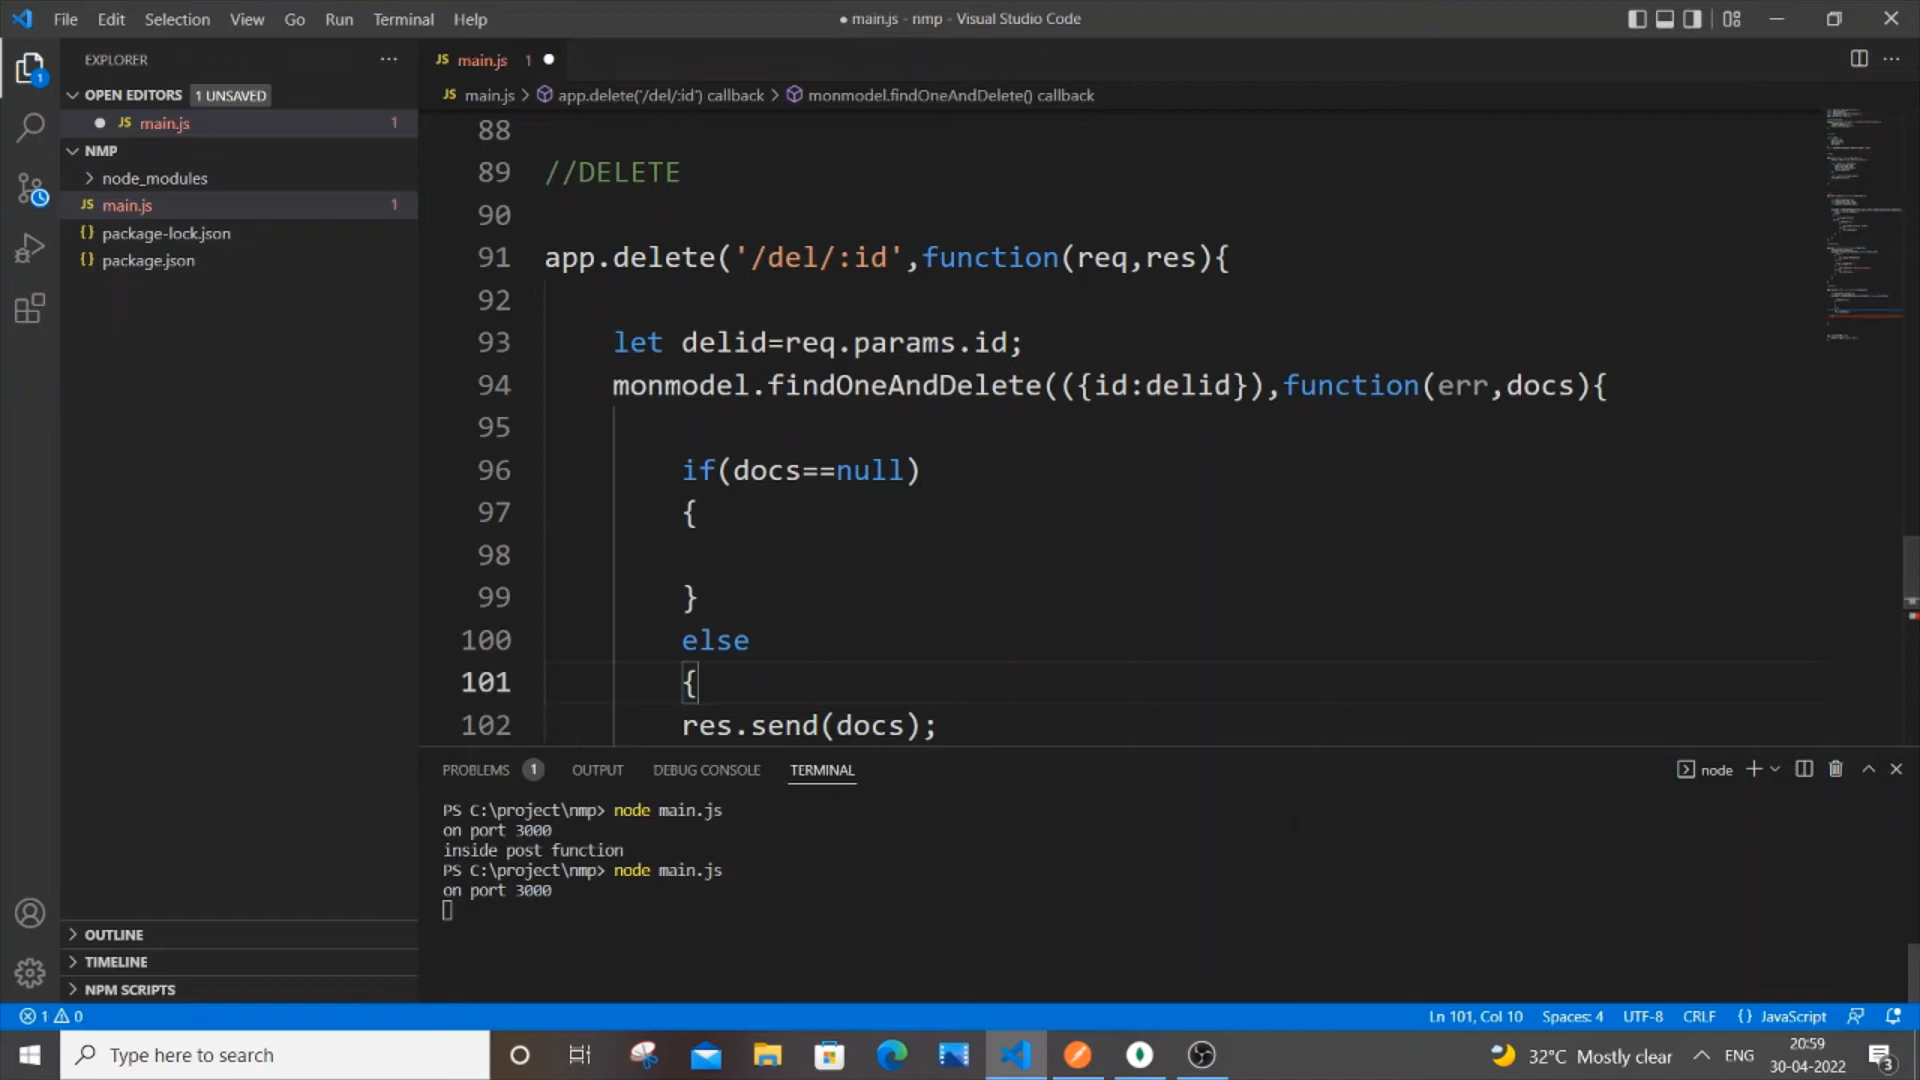 File Edit Selection View Go Run Terminal Help
● main.js - nmp - Visual Studio Code
EXPLORER
OPEN EDITORS 1 UNSAVED
JS main.js 1
NMP
node_modules
JS main.js 1
{} package-lock.json
{} package.json
OUTLINE
TIMELINE
NPM SCRIPTS
1
JS main.js 1
JS main.js > app.delete('/del/:id') callback > monmodel.findOneAndDelete() callback
88
89 //DELETE
90
91 app.delete('/del/:id',function(req,res){
92
93 let delid=req.params.id;
94 monmodel.findOneAndDelete(({id:delid}),function(err,docs){
95
96 if(docs==null)
97 {
98
99 }
100 else
101 {
102 res.send(docs);
PROBLEMS 1 OUTPUT DEBUG CONSOLE TERMINAL
node
PS C:\project\nmp> node main.js
on port 3000
inside post function
PS C:\project\nmp> node main.js
on port 3000
1 0
Ln 101, Col 10 Spaces: 4 UTF-8 CRLF {} JavaScript
Type here to search
32°C Mostly clear
ENG
20:59
30-04-2022
3